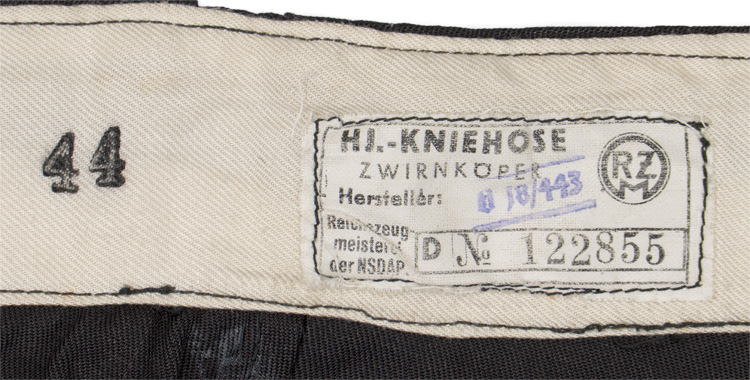 44
HJ.-KNIEHOSE
ZWIRNKÖPER
Hersteller:
18/443
RZM
Reichszeug
meisterei
der NSDAP
D № 122855